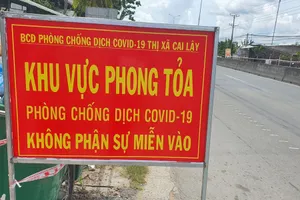 BCD PHÒNG CHỐNG DỊCH COVID-19 THỊ XÃ CAI LẬY
KHU VỰC PHONG TỎA
PHÒNG CHỐNG DỊCH COVID-19
KHÔNG PHẬN SỰ MIỄN VÀO